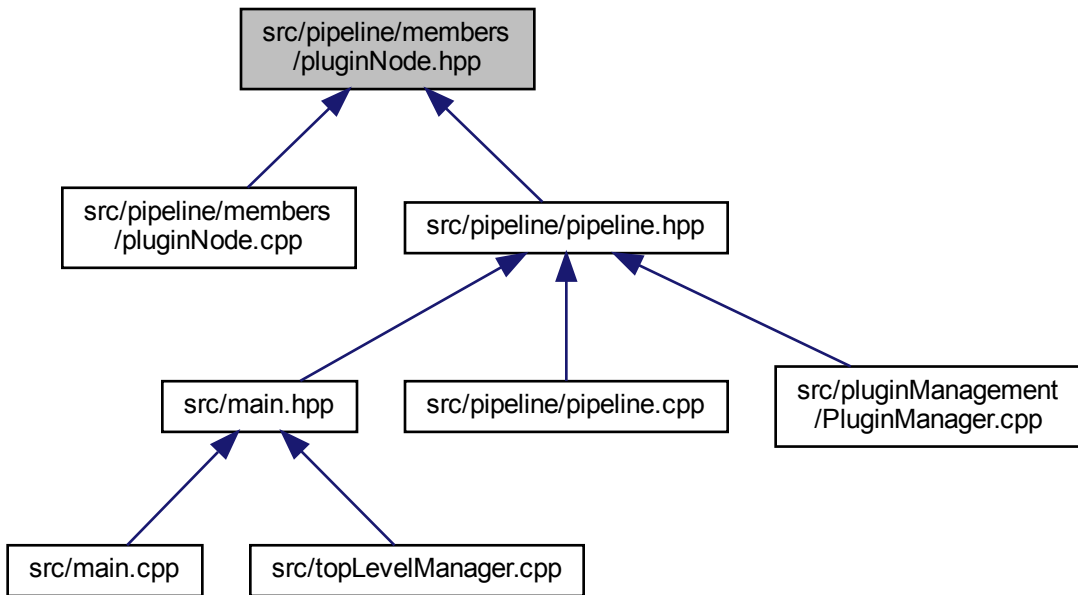 src/pipeline/members
/pluginNode.hpp
src/pipeline/members
/pluginNode.cpp
src/pipeline/pipeline.hpp
src/main.hpp
src/pipeline/pipeline.cpp
src/pluginManagement
/PluginManager.cpp
src/main.cpp
src/topLevelManager.cpp